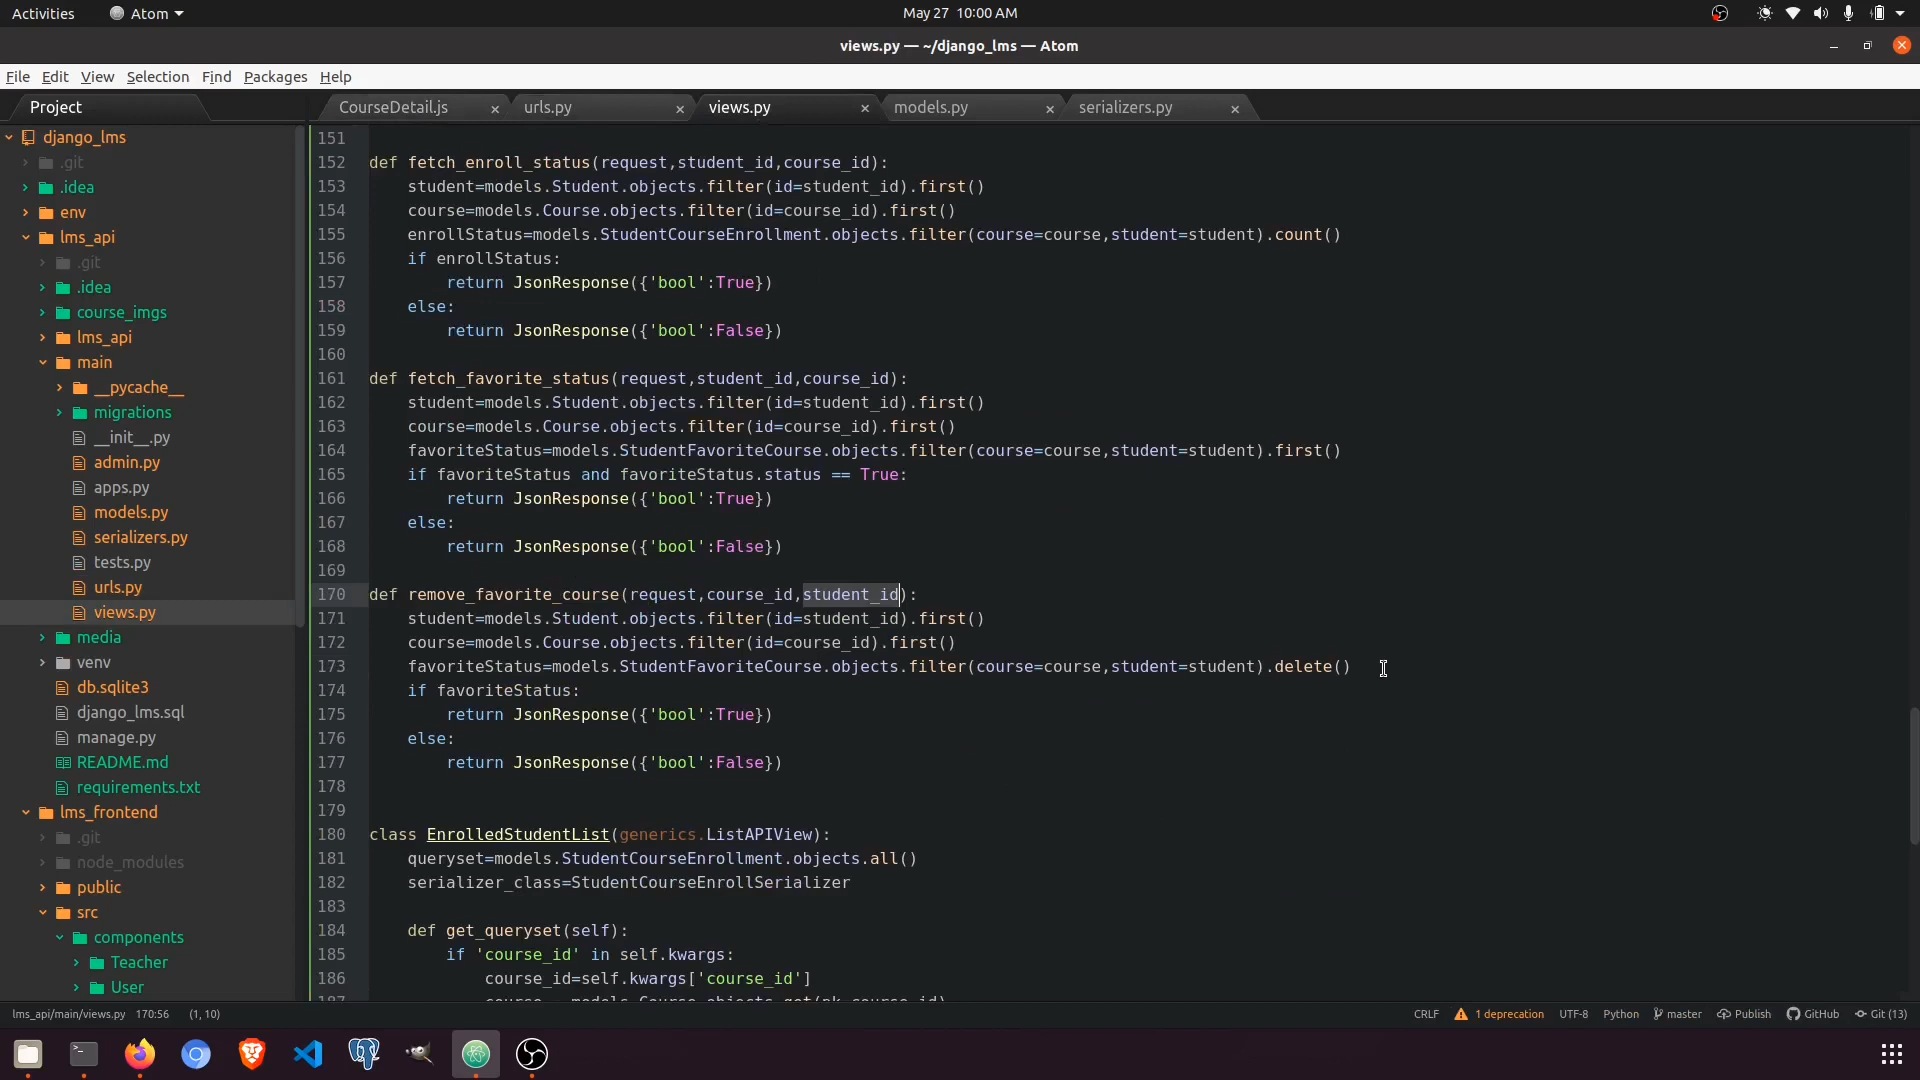 Activities Atom May 27 10:00 AM
views.py — ~/django_lms — Atom
File Edit View Selection Find Packages Help
Project CourseDetail.js urls.py views.py models.py serializers.py
django_lms
.git
.idea
env
lms_api
.git
.idea
course_imgs
lms_api
main
__pycache__
migrations
__init__.py
admin.py
apps.py
models.py
serializers.py
tests.py
urls.py
views.py
media
venv
db.sqlite3
django_lms.sql
manage.py
README.md
requirements.txt
lms_frontend
.git
node_modules
public
src
components
Teacher
User
151
152 def fetch_enroll_status(request,student_id,course_id):
153     student=models.Student.objects.filter(id=student_id).first()
154     course=models.Course.objects.filter(id=course_id).first()
155     enrollStatus=models.StudentCourseEnrollment.objects.filter(course=course,student=student).count()
156     if enrollStatus:
157         return JsonResponse({'bool':True})
158     else:
159         return JsonResponse({'bool':False})
160
161 def fetch_favorite_status(request,student_id,course_id):
162     student=models.Student.objects.filter(id=student_id).first()
163     course=models.Course.objects.filter(id=course_id).first()
164     favoriteStatus=models.StudentFavoriteCourse.objects.filter(course=course,student=student).first()
165     if favoriteStatus and favoriteStatus.status == True:
166         return JsonResponse({'bool':True})
167     else:
168         return JsonResponse({'bool':False})
169
170 def remove_favorite_course(request,course_id,student_id):
171     student=models.Student.objects.filter(id=student_id).first()
172     course=models.Course.objects.filter(id=course_id).first()
173     favoriteStatus=models.StudentFavoriteCourse.objects.filter(course=course,student=student).delete()
174     if favoriteStatus:
175         return JsonResponse({'bool':True})
176     else:
177         return JsonResponse({'bool':False})
178
179
180 class EnrolledStudentList(generics.ListAPIView):
181     queryset=models.StudentCourseEnrollment.objects.all()
182     serializer_class=StudentCourseEnrollSerializer
183
184     def get_queryset(self):
185         if 'course_id' in self.kwargs:
186             course_id=self.kwargs['course_id']
lms_api/main/views.py 170:56 (1, 10) CRLF 1 deprecation UTF-8 Python master Publish GitHub Git (13)